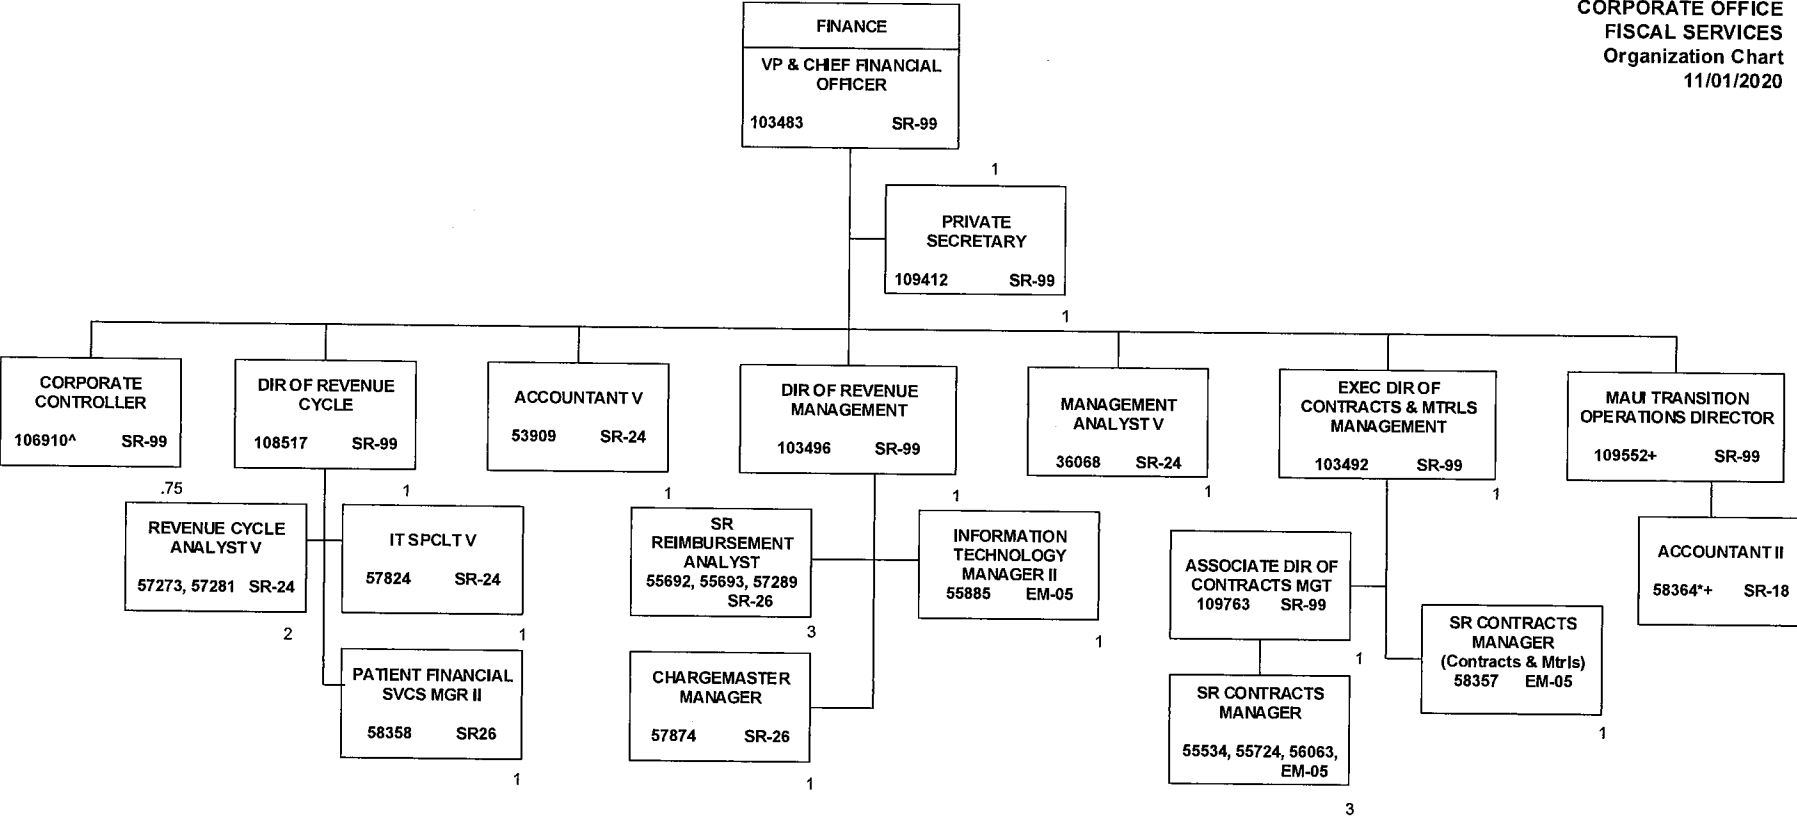 CORPORATE OFFICE
FISCAL SERVICES
Organization Chart
11/01/2020
FINANCE
VP & CHIEF FINANCIAL
OFFICER
103483 SR-99
1
PRIVATE
SECRETARY
109412 SR-99
1
CORPORATE
CONTROLLER
106910^ SR-99
.75
DIR OF REVENUE
CYCLE
108517 SR-99
1
ACCOUNTANT V
53909 SR-24
1
DIR OF REVENUE
MANAGEMENT
103496 SR-99
1
MANAGEMENT
ANALYST V
36068 SR-24
1
EXEC DIR OF
CONTRACTS & MTRLS
MANAGEMENT
103492 SR-99
1
MAUI TRANSITION
OPERATIONS DIRECTOR
109552+ SR-99
REVENUE CYCLE
ANALYST V
57273, 57281 SR-24
2
IT SPCLT V
57824 SR-24
1
PATIENT FINANCIAL
SVCS MGR II
58358 SR26
1
SR
REIMBURSEMENT
ANALYST
55692, 55693, 57289
SR-26
3
INFORMATION
TECHNOLOGY
MANAGER II
55885 EM-05
1
CHARGEMASTER
MANAGER
57874 SR-26
1
ASSOCIATE DIR OF
CONTRACTS MGT
109763 SR-99
1
SR CONTRACTS
MANAGER
55534, 55724, 56063,
EM-05
3
SR CONTRACTS
MANAGER
(Contracts & Mtrls)
58357 EM-05
1
ACCOUNTANT II
58364*+ SR-18